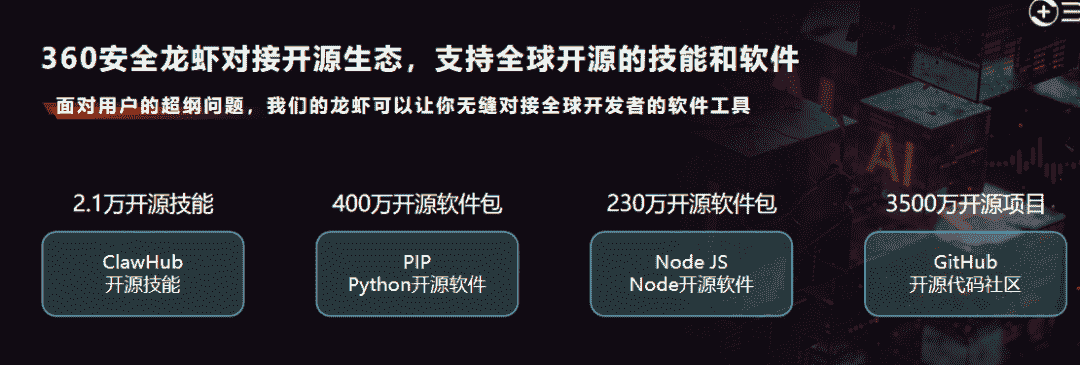 360安全龙虾对接开源生态，支持全球开源的技能和软件
面对用户的超纲问题，我们的龙虾可以让你无缝对接全球开发者的软件工具
2.1万开源技能
ClawHub
开源技能
400万开源软件包
PIP
Python开源软件
230万开源软件包
Node JS
Node开源软件
3500万开源项目
GitHub
开源代码社区
AI